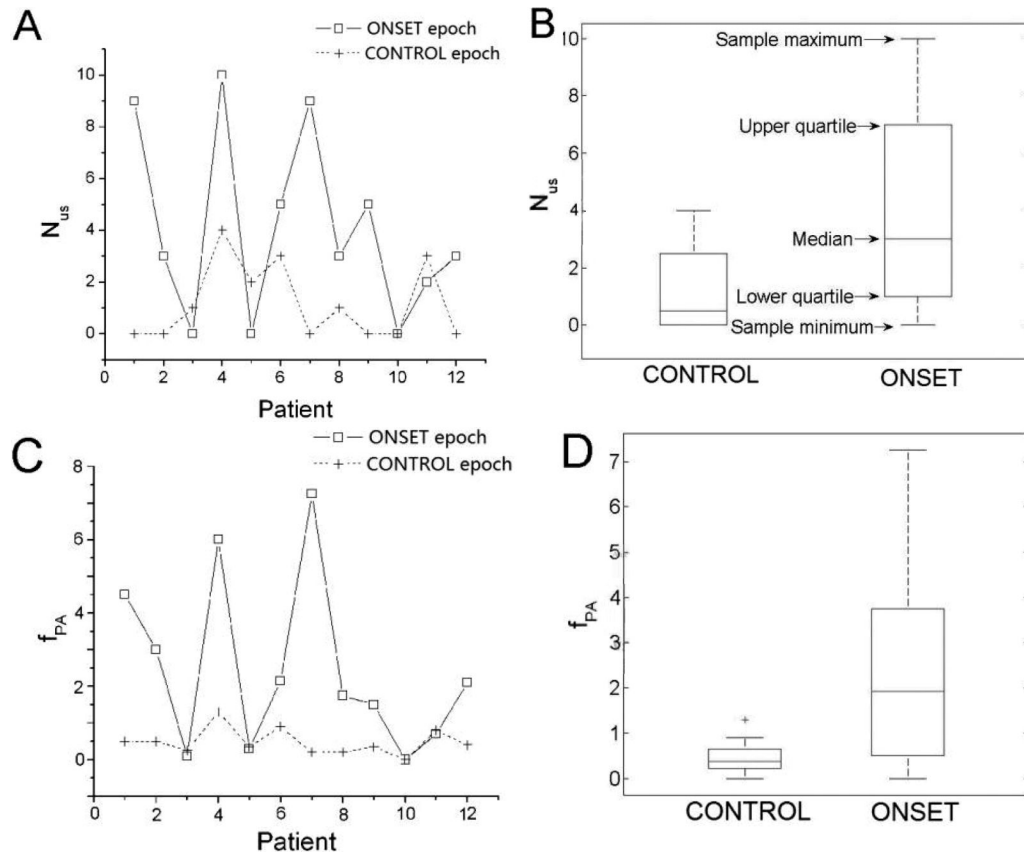 A
ONSET epoch
CONTROL epoch
N_us
10
8
6
4
2
0
0 2 4 6 8 10 12
Patient
B
N_us
10
8
6
4
2
0
Sample maximum
Upper quartile
Median
Lower quartile
Sample minimum
CONTROL ONSET
C
ONSET epoch
CONTROL epoch
f_PA
8
6
4
2
0
0 2 4 6 8 10 12
Patient
D
f_PA
7
6
5
4
3
2
1
0
CONTROL ONSET